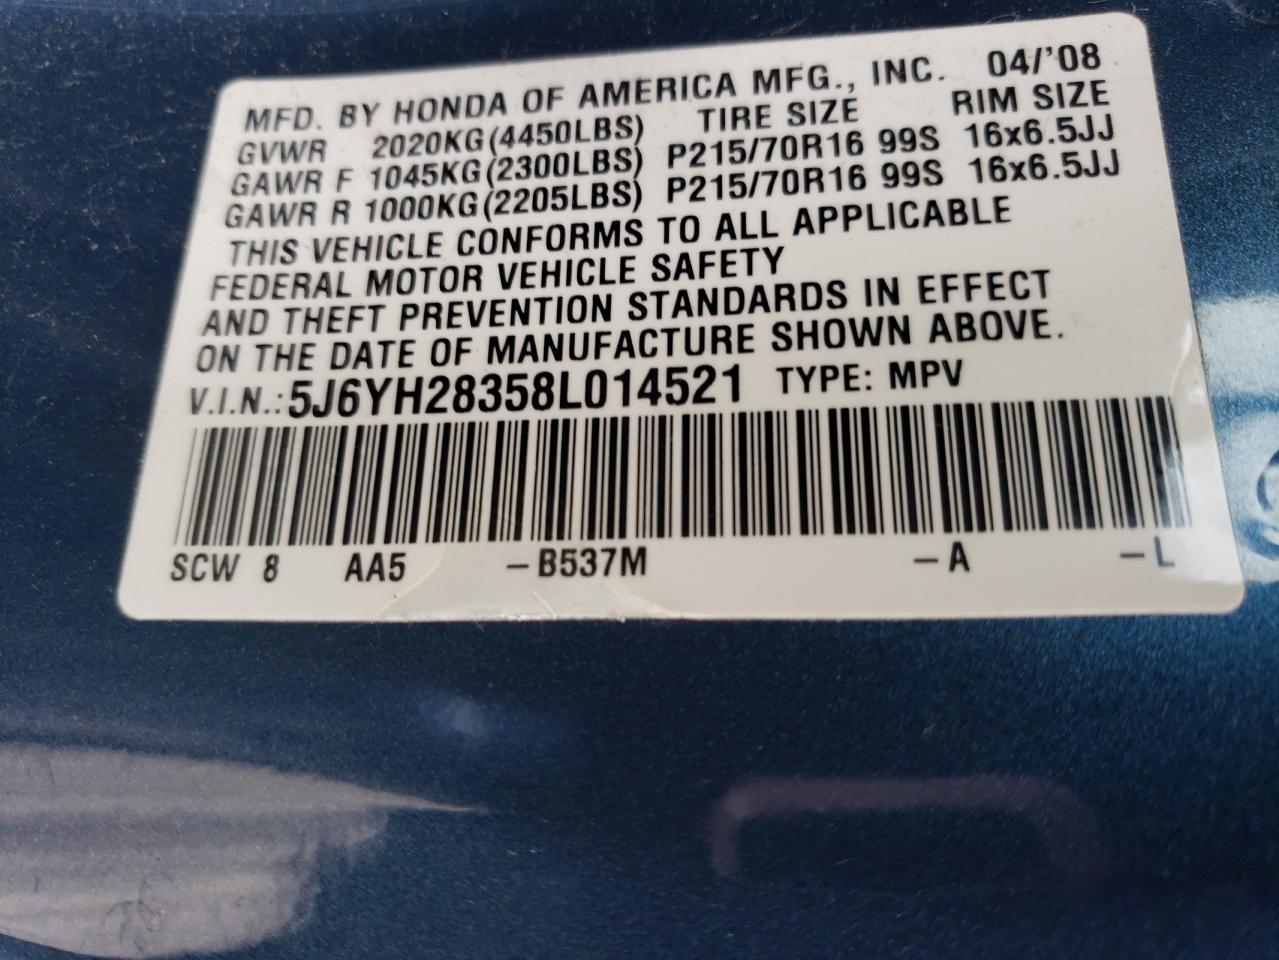 MFD. BY HONDA OF AMERICA MFG., INC. 04/'08
GVWR 2020KG(4450LBS) TIRE SIZE RIM SIZE
GAWR F 1045KG(2300LBS) P215/70R16 99S 16x6.5JJ
GAWR R 1000KG(2205LBS) P215/70R16 99S 16x6.5JJ
THIS VEHICLE CONFORMS TO ALL APPLICABLE
FEDERAL MOTOR VEHICLE SAFETY
AND THEFT PREVENTION STANDARDS IN EFFECT
ON THE DATE OF MANUFACTURE SHOWN ABOVE.
V.I.N.: 5J6YH28358L014521 TYPE: MPV
SCW 8 AA5 -B537M -A -L